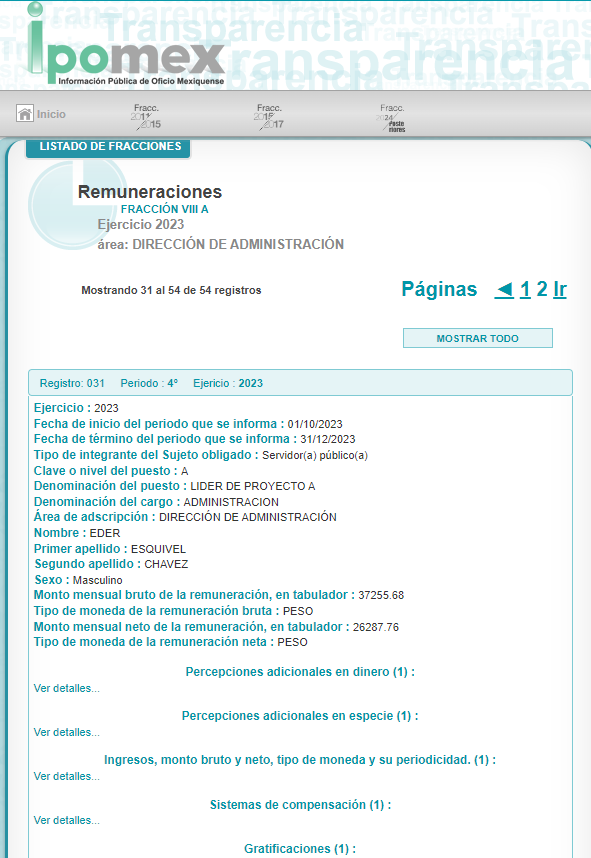 Transparencia
Transparencia
ipomex
Información Pública de Oficio Mexiquense
Inicio
Fracc.
Fracc.
Fracc.
2015
2017
2024
LISTADO DE FRACCIONES
Remuneraciones
FRACCIÓN VIII A
Ejercicio 2023
área: DIRECCIÓN DE ADMINISTRACIÓN
Mostrando 31 al 54 de 54 registros
Páginas ◄ 1 2 Ir
MOSTRAR TODO
Registro: 031 Periodo : 4º Ejericio : 2023
Ejercicio : 2023
Fecha de inicio del periodo que se informa : 01/10/2023
Fecha de término del periodo que se informa : 31/12/2023
Tipo de integrante del Sujeto obligado : Servidor(a) público(a)
Clave o nivel del puesto : A
Denominación del puesto : LIDER DE PROYECTO A
Denominación del cargo : ADMINISTRACION
Área de adscripción : DIRECCIÓN DE ADMINISTRACIÓN
Nombre : EDER
Primer apellido : ESQUIVEL
Segundo apellido : CHAVEZ
Sexo : Masculino
Monto mensual bruto de la remuneración, en tabulador : 37255.68
Tipo de moneda de la remuneración bruta : PESO
Monto mensual neto de la remuneración, en tabulador : 26287.76
Tipo de moneda de la remuneración neta : PESO
Percepciones adicionales en dinero (1) :
Ver detalles...
Percepciones adicionales en especie (1) :
Ver detalles...
Ingresos, monto bruto y neto, tipo de moneda y su periodicidad. (1) :
Ver detalles...
Sistemas de compensación (1) :
Ver detalles...
Gratificaciones (1) :